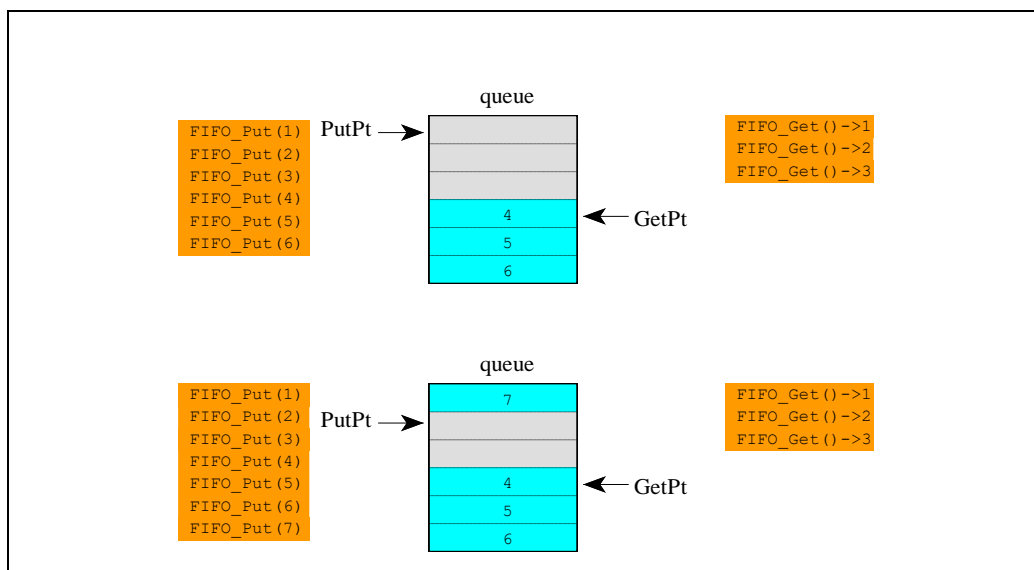 queue
FIFO_Put(1)
FIFO_Put(2)
FIFO_Put(3)
FIFO_Put(4)
FIFO_Put(5)
FIFO_Put(6)
PutPt
4
5
6
GetPt
FIFO_Get()->1
FIFO_Get()->2
FIFO_Get()->3
queue
FIFO_Put(1)
FIFO_Put(2)
FIFO_Put(3)
FIFO_Put(4)
FIFO_Put(5)
FIFO_Put(6)
FIFO_Put(7)
PutPt
7
4
5
6
GetPt
FIFO_Get()->1
FIFO_Get()->2
FIFO_Get()->3